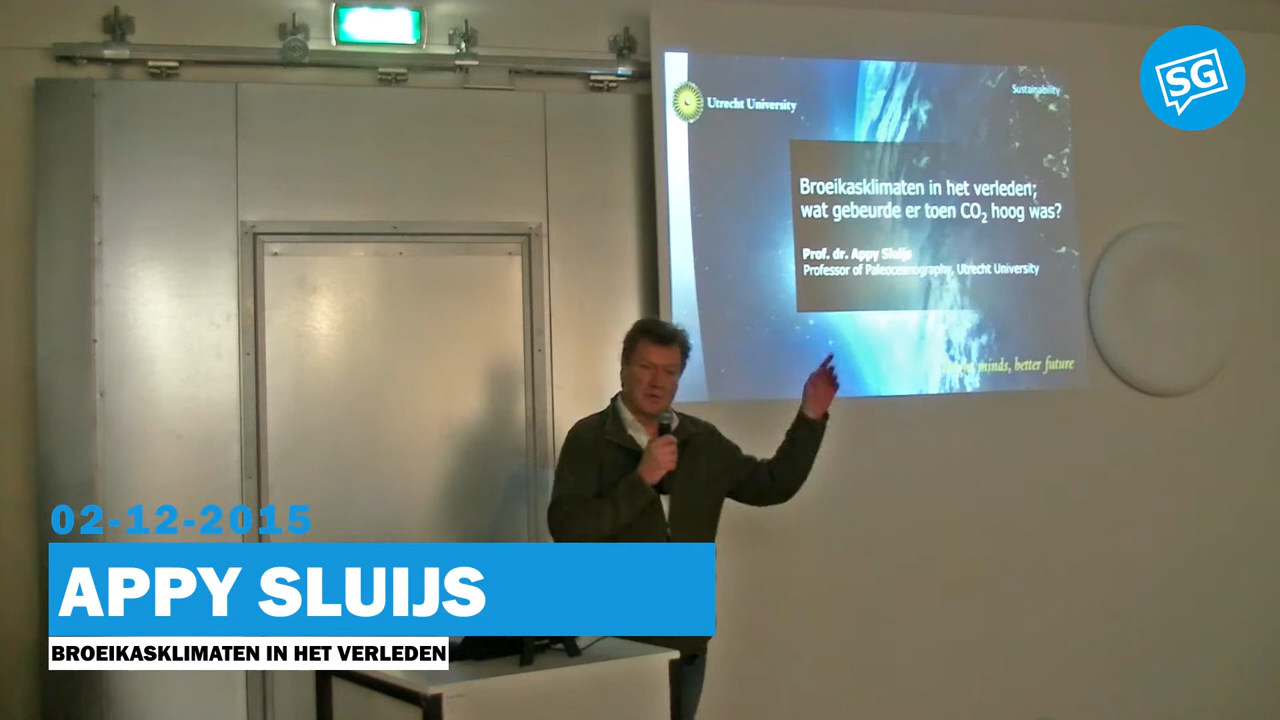 SG
Utrecht University
Sustainability
Broeikasklimaten in het verleden;
wat gebeurde er toen CO2 hoog was?
Prof. dr. Appy Sluijs
Professor of Paleoceanography, Utrecht University
minds, better future
02-12-2015
APPY SLUIJS
BROEIKASKLIMATEN IN HET VERLEDEN